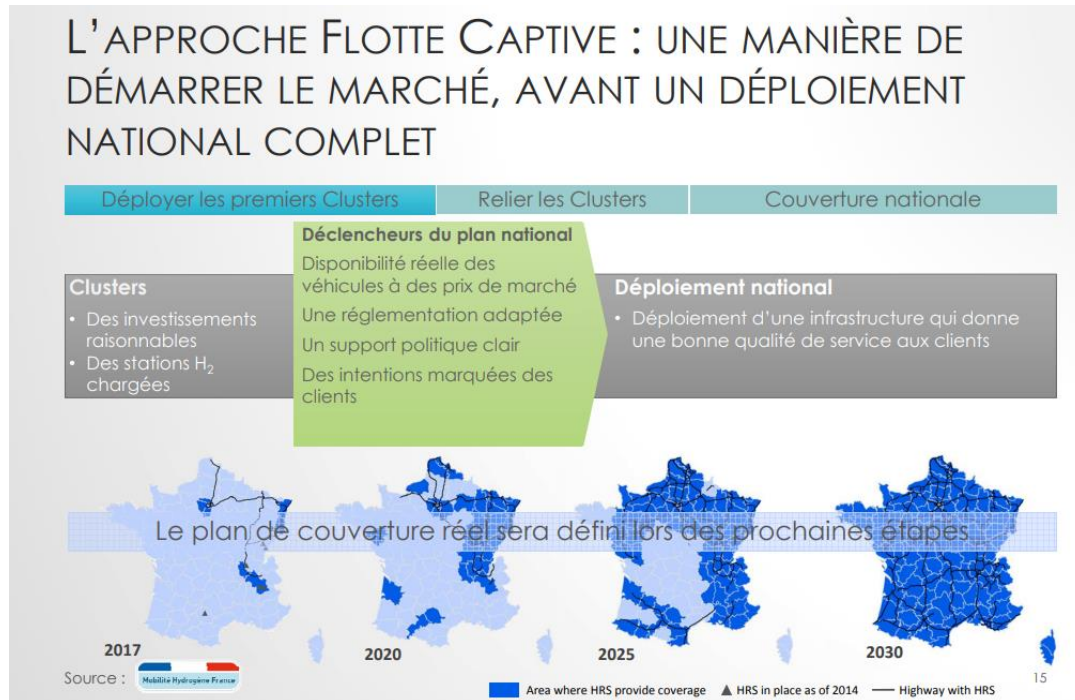 L'APPROCHE FLOTTE CAPTIVE : UNE MANIÈRE DE
DÉMARRER LE MARCHÉ, AVANT UN DÉPLOIEMENT
NATIONAL COMPLET
Déployer les premiers Clusters
Relier les Clusters
Couverture nationale
Clusters
• Des investissements
raisonnables
• Des stations H₂
chargées
Déclencheurs du plan national
Disponibilité réelle des
véhicules à des prix de marché
Une réglementation adaptée
Un support politique clair
Des intentions marquées des
clients
Déploiement national
• Déploiement d'une infrastructure qui donne
une bonne qualité de service aux clients
Le plan de couverture réel sera défini lors des prochaines étapes
2017
2020
2025
2030
Source :
Mobilité Hydrogène France
Area where HRS provide coverage
HRS in place as of 2014
Highway with HRS
15